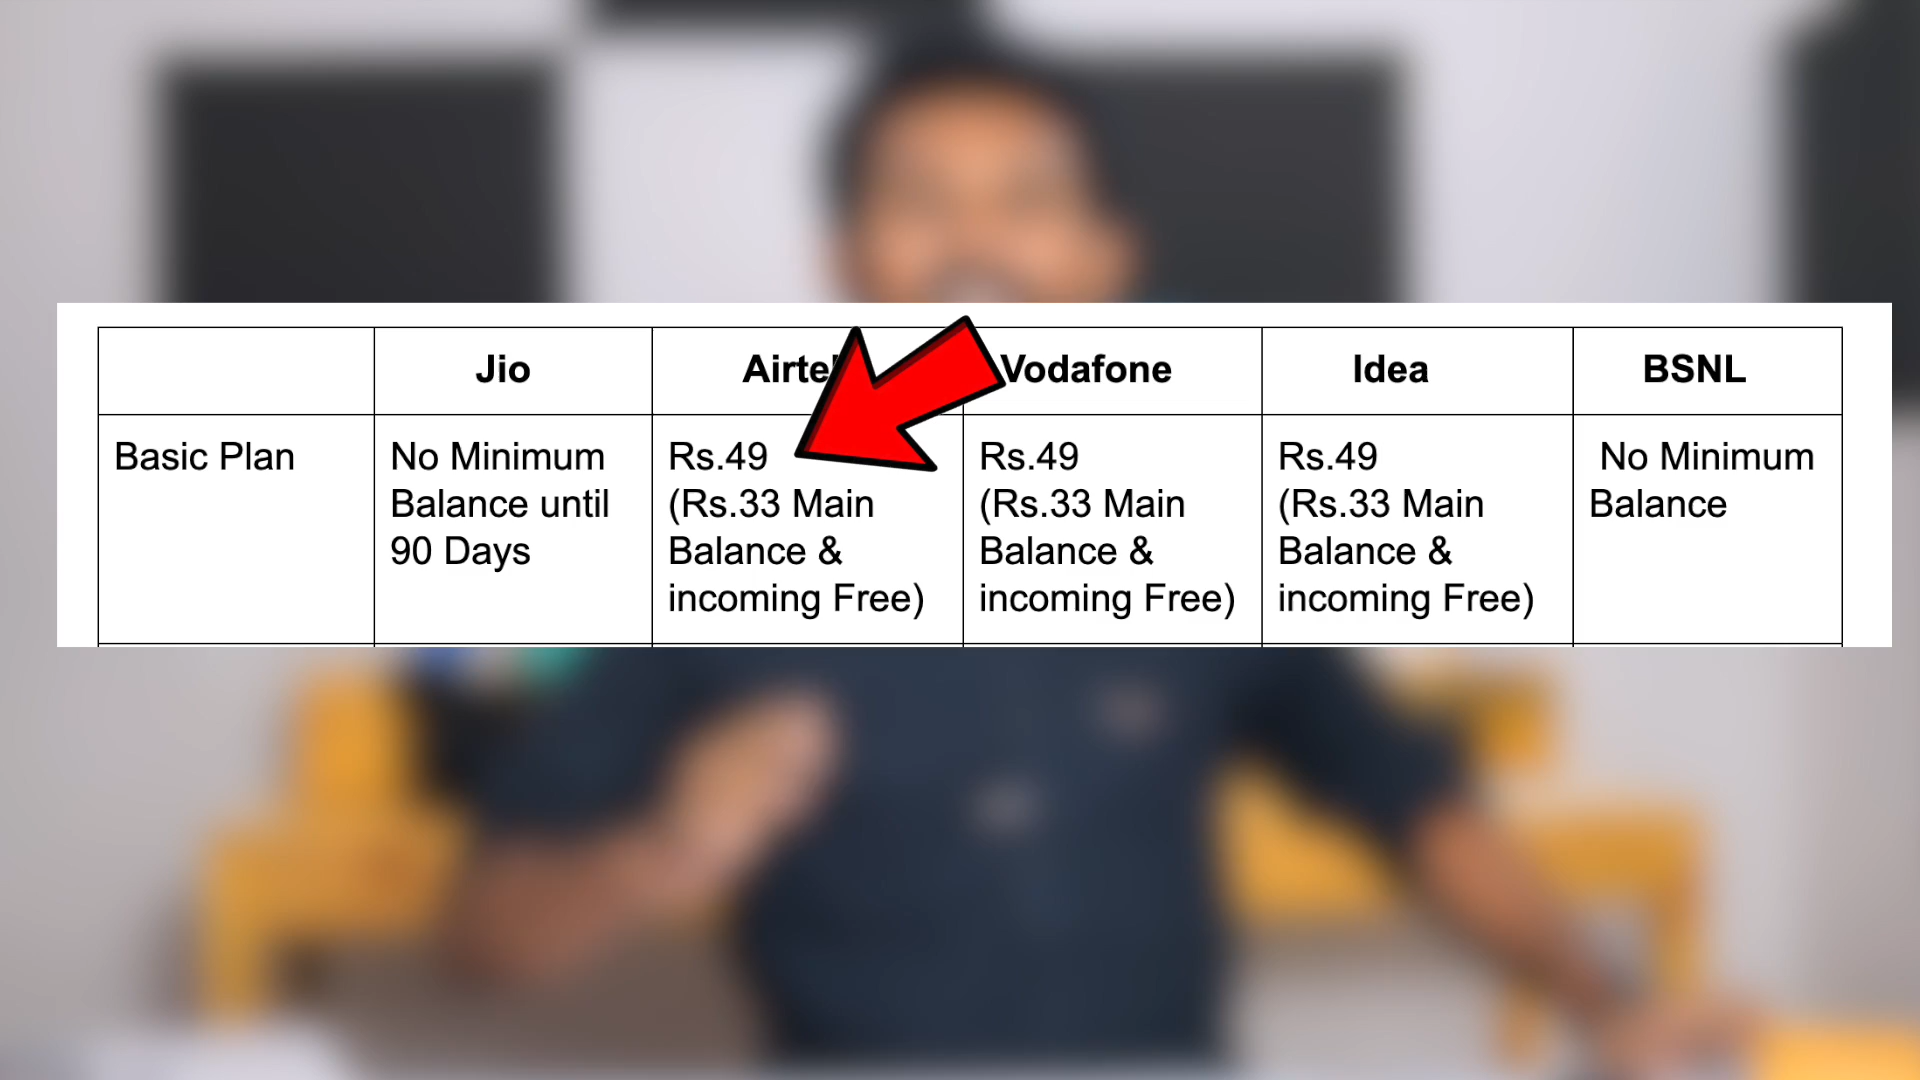 Jio Airtel Vodafone Idea BSNL
Basic Plan
No Minimum
Balance until
90 Days
Rs.49
(Rs.33 Main
Balance &
incoming Free)
Rs.49
(Rs.33 Main
Balance &
incoming Free)
Rs.49
(Rs.33 Main
Balance &
incoming Free)
No Minimum
Balance